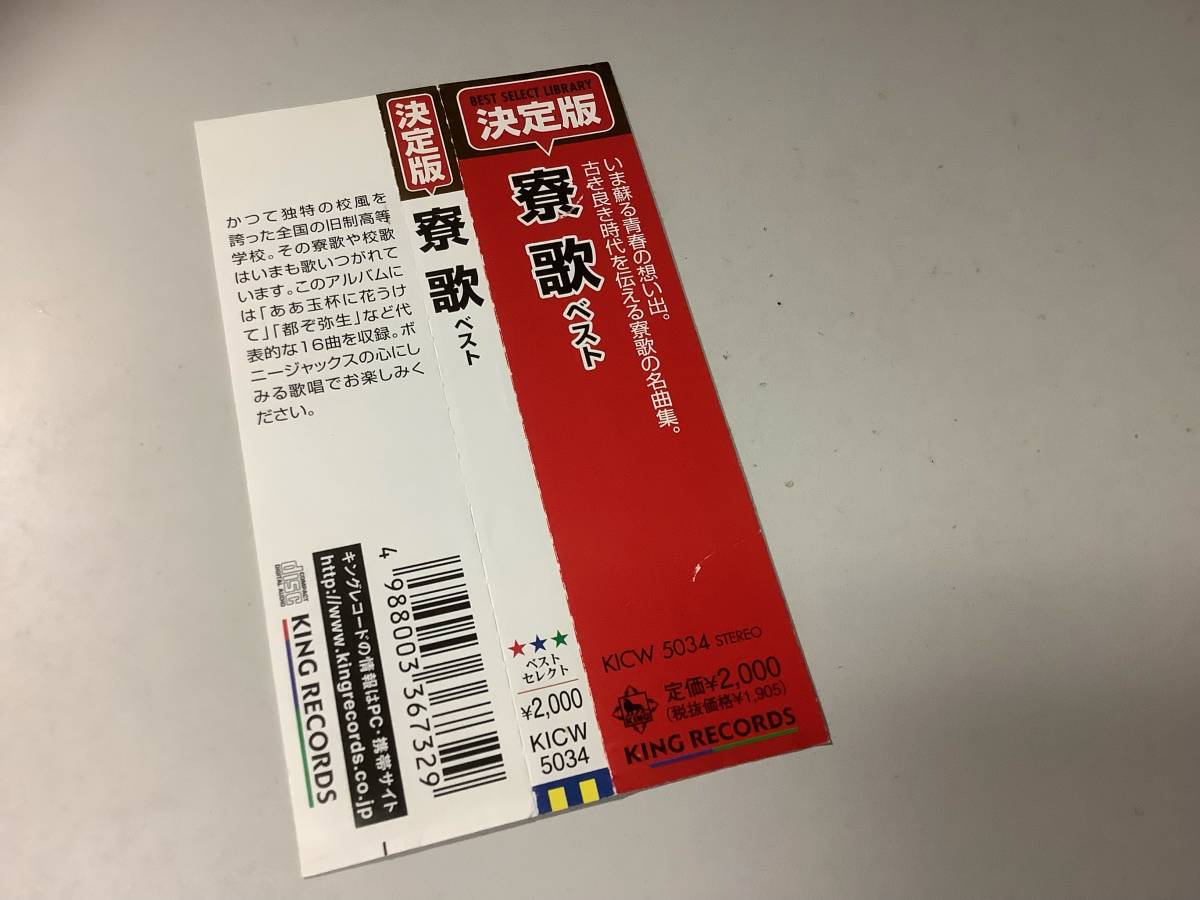 BEST SELECT LIBRARY
決定版
寮歌 ベスト
いま蘇る青春の想い出。
古き良き時代を伝える寮歌の名曲集。
KICW 5034 STEREO
定価¥2,000
(税抜価格¥1,905)
KING
KING RECORDS
決定版
寮歌 ベスト
ベスト
セレクト
¥2,000
KICW
5034
かつて独特の校風を
誇った全国の旧制高等
学校。その寮歌や校歌
はいまも歌いつがれて
います。このアルバムに
は「ああ玉杯に花うけ
て」「都ぞ弥生」など代
表的な16曲を収録。ボ
ニージャックスの心にし
みる歌唱でお楽しみく
ださい。
4 988003 367329
キングレコードの情報はPC・携帯サイト
http://www.kingrecords.co.jp
COMPACT
disc
DIGITAL AUDIO
KING RECORDS